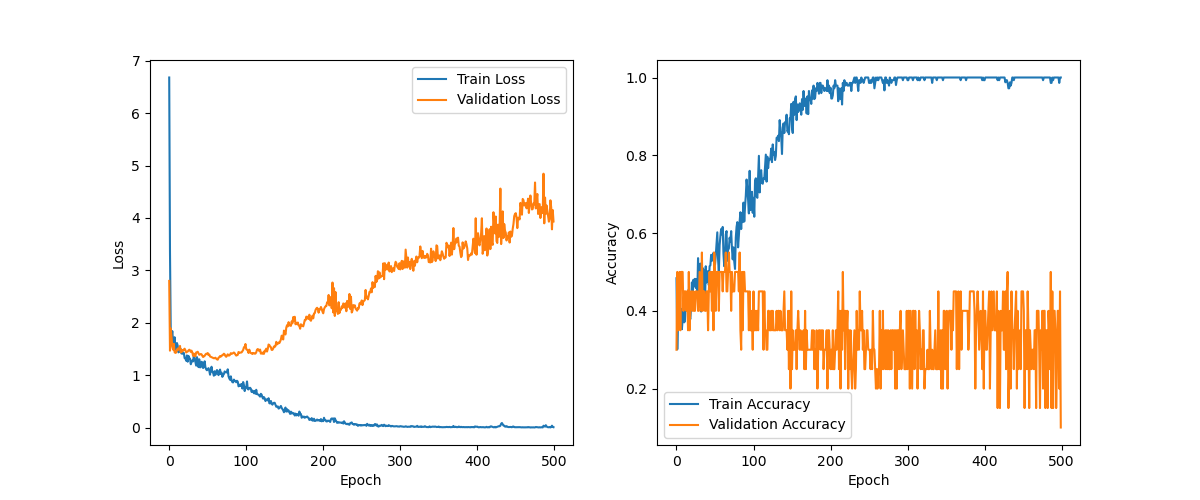 7
6
5
4
3
2
1
0
Loss
0 100 200 300 400 500
Epoch
Train Loss
Validation Loss
1.0
0.8
0.6
0.4
0.2
Accuracy
0 100 200 300 400 500
Epoch
Train Accuracy
Validation Accuracy